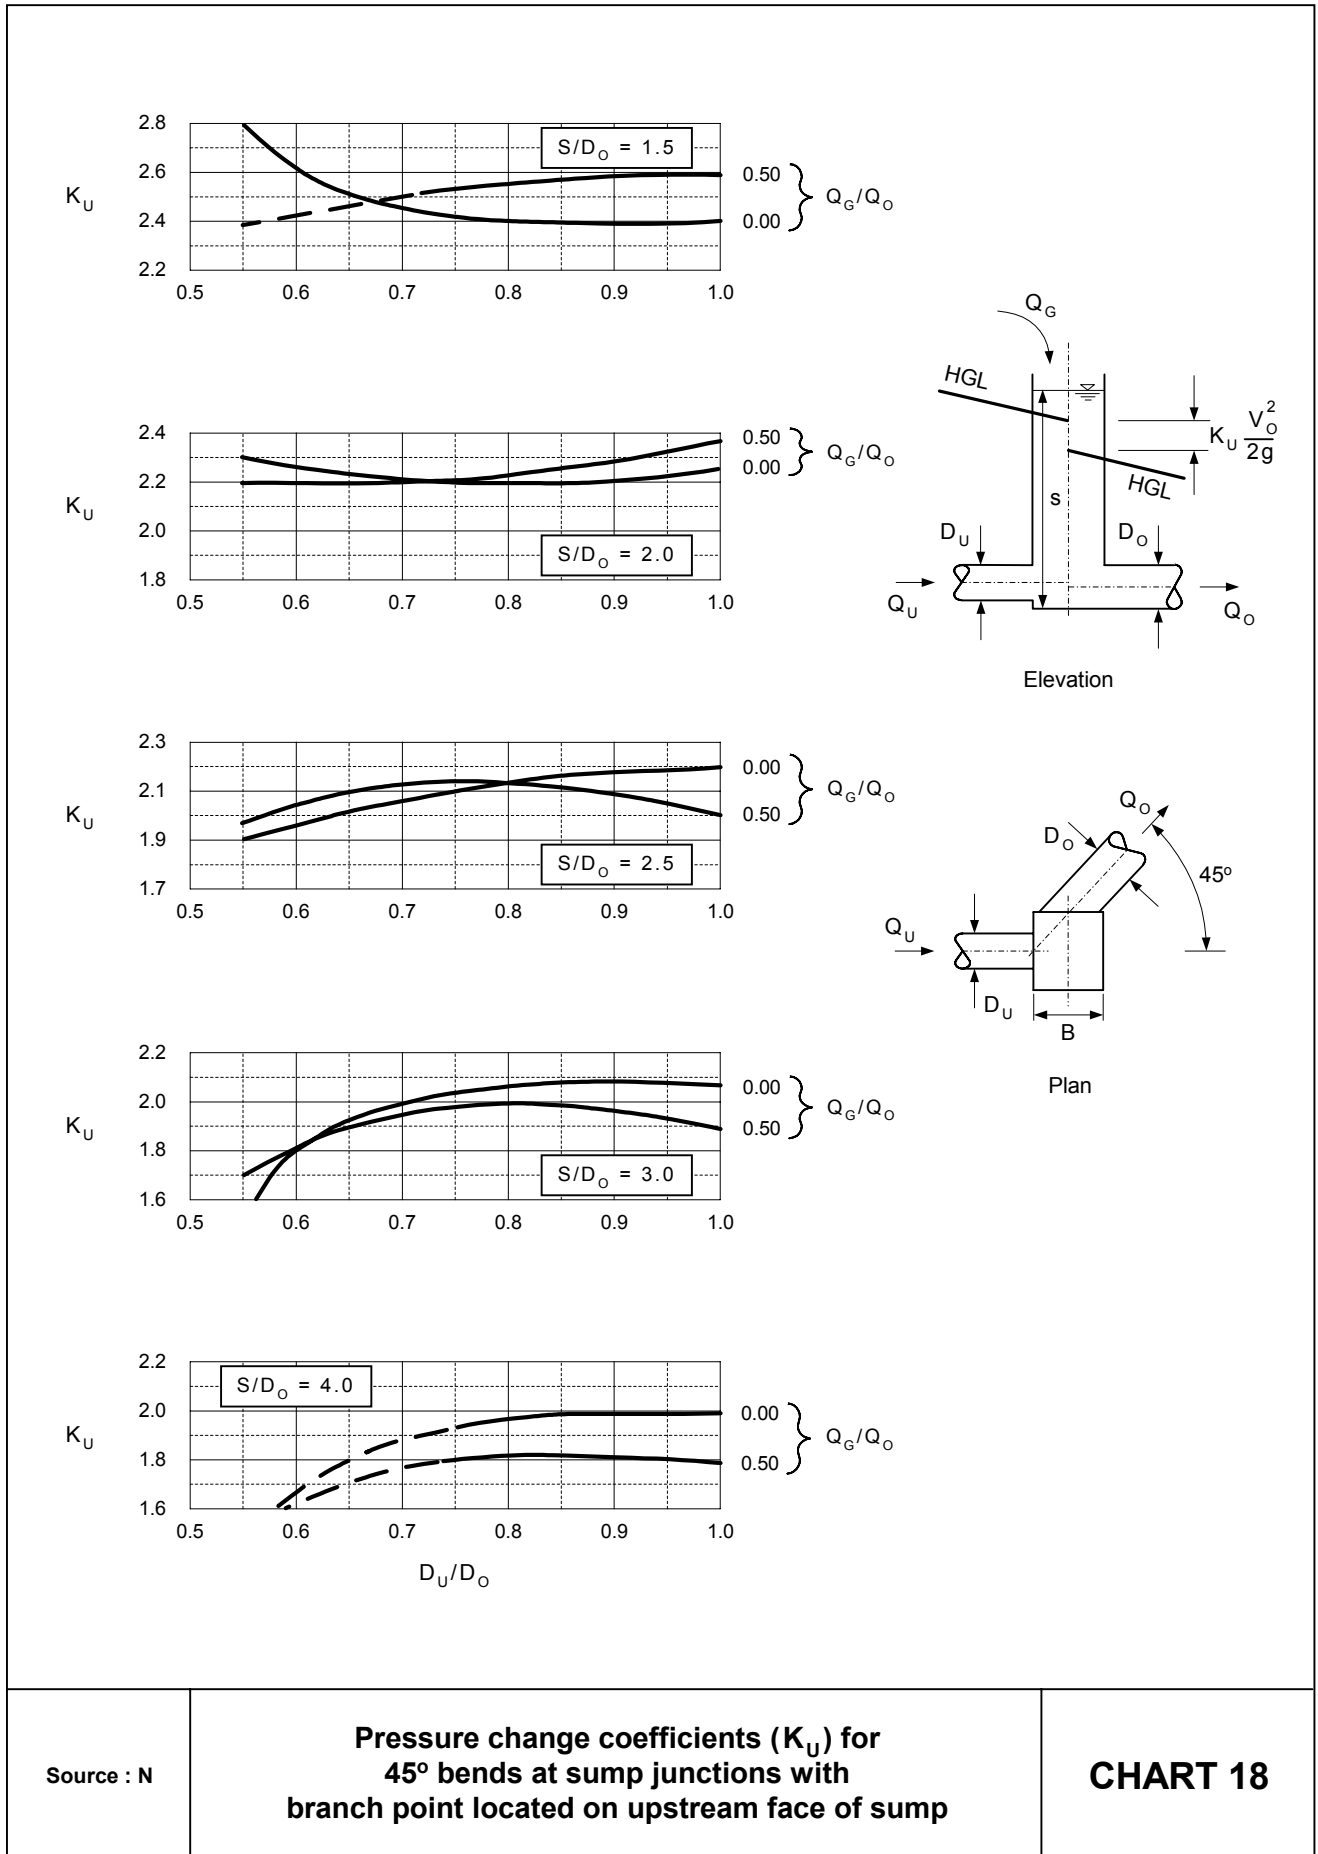 2.8
2.6
2.4
2.2
K_U
S/D_O = 1.5
0.50
0.00
Q_G/Q_O
0.5 0.6 0.7 0.8 0.9 1.0
2.4
2.2
2.0
1.8
K_U
S/D_O = 2.0
0.50
0.00
Q_G/Q_O
0.5 0.6 0.7 0.8 0.9 1.0
2.3
2.1
1.9
1.7
K_U
S/D_O = 2.5
0.00
0.50
Q_G/Q_O
0.5 0.6 0.7 0.8 0.9 1.0
2.2
2.0
1.8
1.6
K_U
S/D_O = 3.0
0.00
0.50
Q_G/Q_O
0.5 0.6 0.7 0.8 0.9 1.0
2.2
2.0
1.8
1.6
K_U
S/D_O = 4.0
0.00
0.50
Q_G/Q_O
0.5 0.6 0.7 0.8 0.9 1.0
D_U/D_O
Q_G
HGL
K_U V_O^2/2g
HGL
s
D_U
D_O
Q_U
Q_O
Elevation
Q_O
D_O
45º
Q_U
D_U
B
Plan
Source : N
Pressure change coefficients (K_U) for
45º bends at sump junctions with
branch point located on upstream face of sump
CHART 18